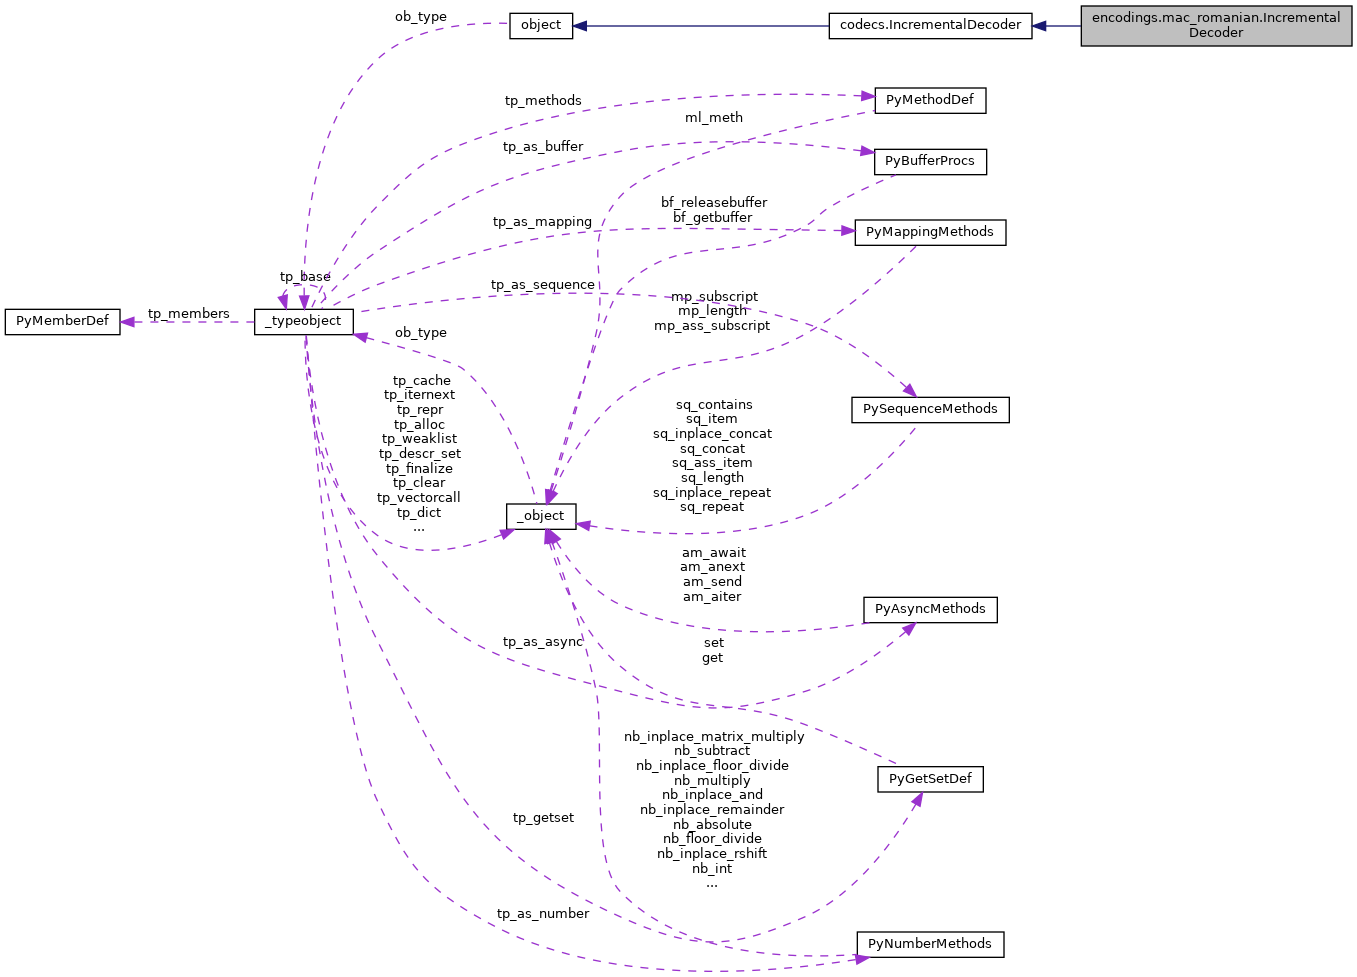 ob_type
object
codecs.IncrementalDecoder
encodings.mac_romanian.Incremental
Decoder
tp_methods
PyMethodDef
ml_meth
tp_as_buffer
PyBufferProcs
bf_releasebuffer
bf_getbuffer
tp_as_mapping
PyMappingMethods
tp_base
tp_as_sequence
mp_subscript
mp_length
mp_ass_subscript
PyMemberDef
tp_members
_typeobject
ob_type
tp_cache
tp_iternext
tp_repr
tp_alloc
tp_weaklist
tp_descr_set
tp_finalize
tp_clear
tp_vectorcall
tp_dict
...
sq_contains
sq_item
sq_inplace_concat
sq_concat
sq_ass_item
sq_length
sq_inplace_repeat
sq_repeat
PySequenceMethods
_object
am_await
am_anext
am_send
am_aiter
PyAsyncMethods
tp_as_async
set
get
nb_inplace_matrix_multiply
nb_subtract
nb_inplace_floor_divide
nb_multiply
nb_inplace_and
nb_inplace_remainder
nb_absolute
nb_floor_divide
nb_inplace_rshift
nb_int
...
PyGetSetDef
tp_getset
tp_as_number
PyNumberMethods